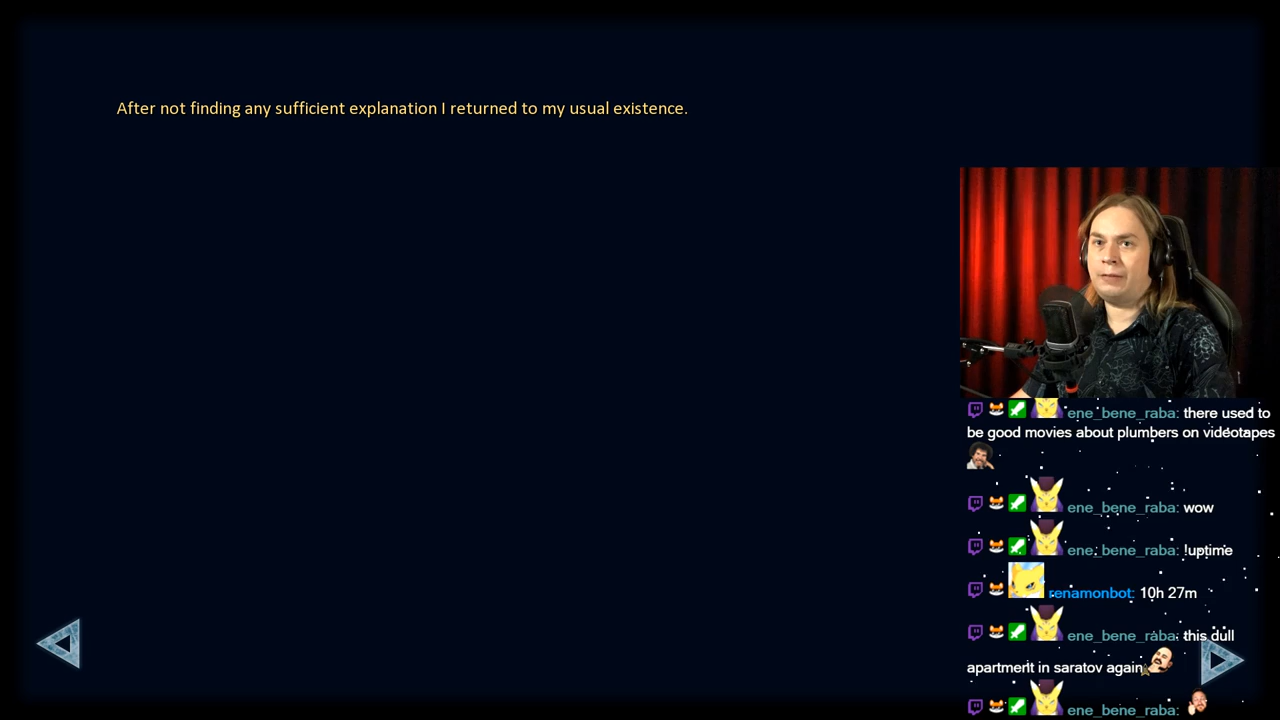 After not finding any sufficient explanation I returned to my usual existence.
ene_bene_raba: there used to
be good movies about plumbers on videotapes
ene_bene_raba: wow
ene_bene_raba: !uptime
renamonbot: 10h 27m
ene_bene_raba: this dull
apartment in saratov again
ene_bene_raba: